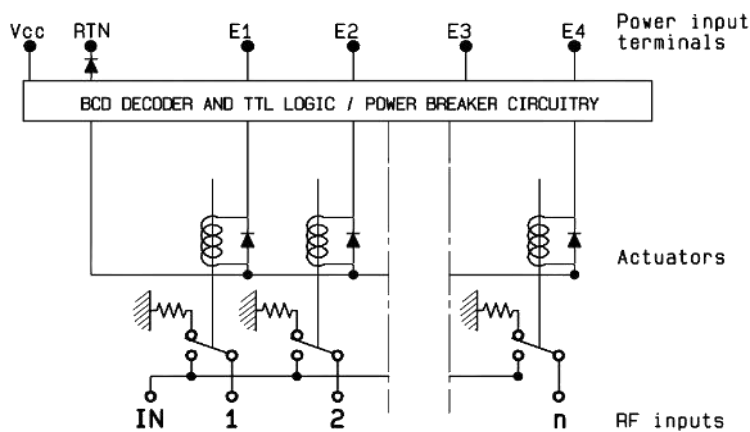 Vcc RTN E1 E2 E3 E4 Power input
terminals
BCD DECODER AND TTL LOGIC / POWER BREAKER CIRCUITRY
Actuators
IN 1 2 n RF inputs